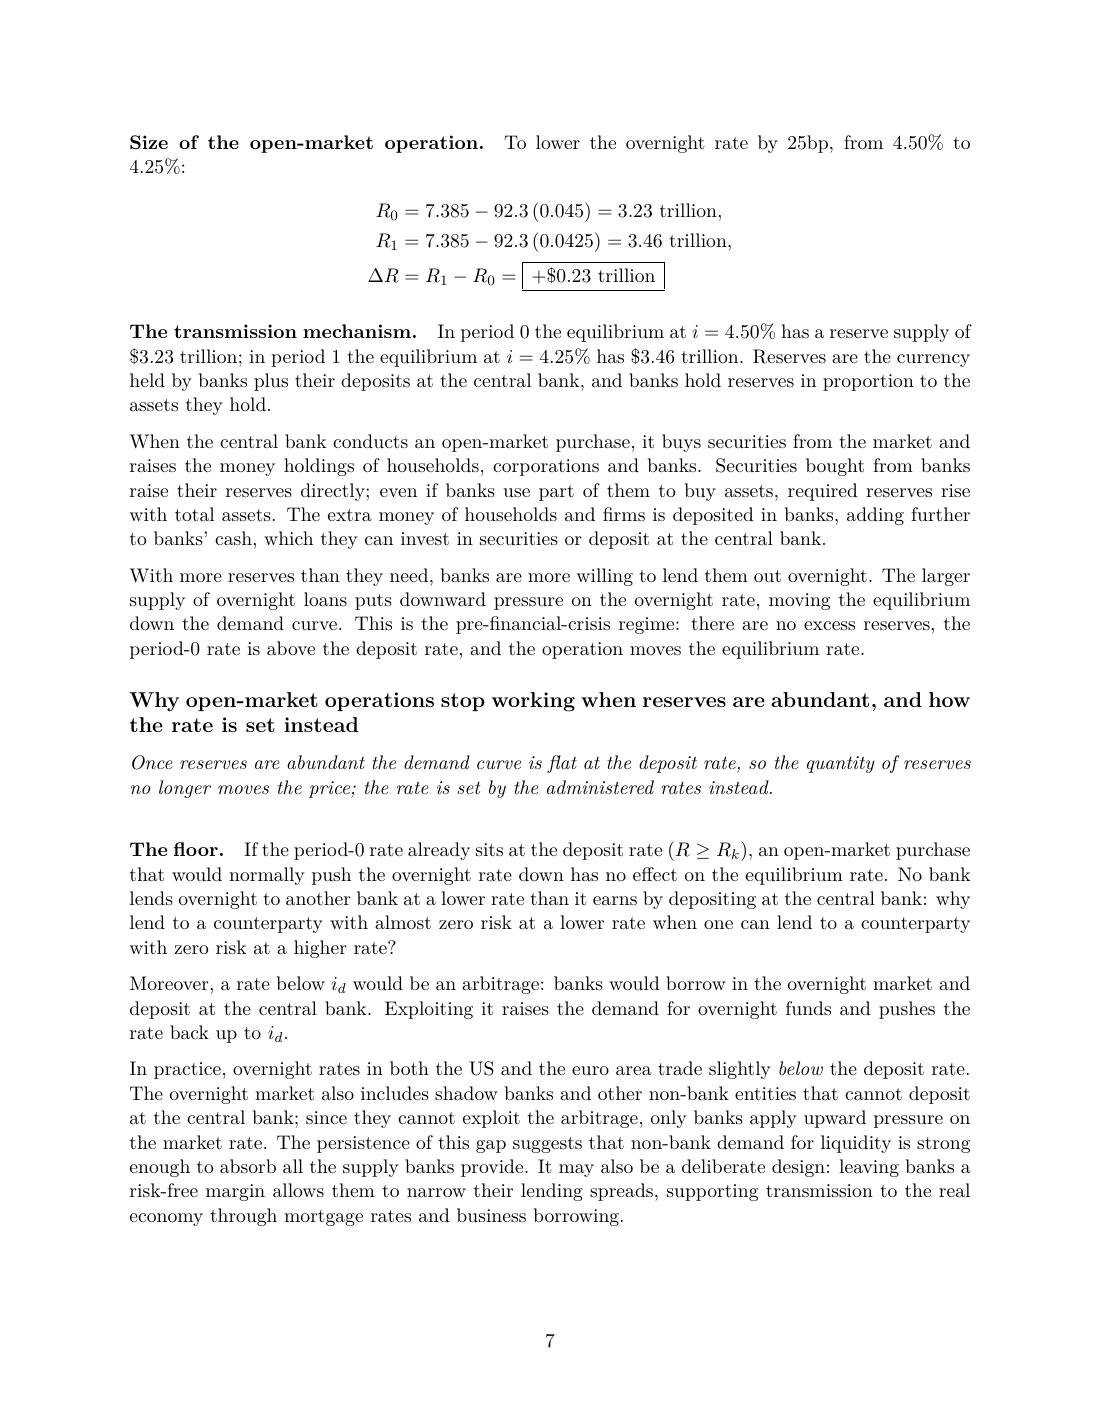 Size of the open-market operation. To lower the overnight rate by 25bp, from 4.50% to
4.25%:
R0 = 7.385 − 92.3 (0.045) = 3.23 trillion,
R1 = 7.385 − 92.3 (0.0425) = 3.46 trillion,
ΔR = R1 − R0 = +$0.23 trillion
The transmission mechanism. In period 0 the equilibrium at i = 4.50% has a reserve supply of
$3.23 trillion; in period 1 the equilibrium at i = 4.25% has $3.46 trillion. Reserves are the currency
held by banks plus their deposits at the central bank, and banks hold reserves in proportion to the
assets they hold.
When the central bank conducts an open-market purchase, it buys securities from the market and
raises the money holdings of households, corporations and banks. Securities bought from banks
raise their reserves directly; even if banks use part of them to buy assets, required reserves rise
with total assets. The extra money of households and firms is deposited in banks, adding further
to banks' cash, which they can invest in securities or deposit at the central bank.
With more reserves than they need, banks are more willing to lend them out overnight. The larger
supply of overnight loans puts downward pressure on the overnight rate, moving the equilibrium
down the demand curve. This is the pre-financial-crisis regime: there are no excess reserves, the
period-0 rate is above the deposit rate, and the operation moves the equilibrium rate.
Why open-market operations stop working when reserves are abundant, and how
the rate is set instead
Once reserves are abundant the demand curve is flat at the deposit rate, so the quantity of reserves
no longer moves the price; the rate is set by the administered rates instead.
The floor. If the period-0 rate already sits at the deposit rate (R ≥ Rk), an open-market purchase
that would normally push the overnight rate down has no effect on the equilibrium rate. No bank
lends overnight to another bank at a lower rate than it earns by depositing at the central bank: why
lend to a counterparty with almost zero risk at a lower rate when one can lend to a counterparty
with zero risk at a higher rate?
Moreover, a rate below id would be an arbitrage: banks would borrow in the overnight market and
deposit at the central bank. Exploiting it raises the demand for overnight funds and pushes the
rate back up to id.
In practice, overnight rates in both the US and the euro area trade slightly below the deposit rate.
The overnight market also includes shadow banks and other non-bank entities that cannot deposit
at the central bank; since they cannot exploit the arbitrage, only banks apply upward pressure on
the market rate. The persistence of this gap suggests that non-bank demand for liquidity is strong
enough to absorb all the supply banks provide. It may also be a deliberate design: leaving banks a
risk-free margin allows them to narrow their lending spreads, supporting transmission to the real
economy through mortgage rates and business borrowing.
7